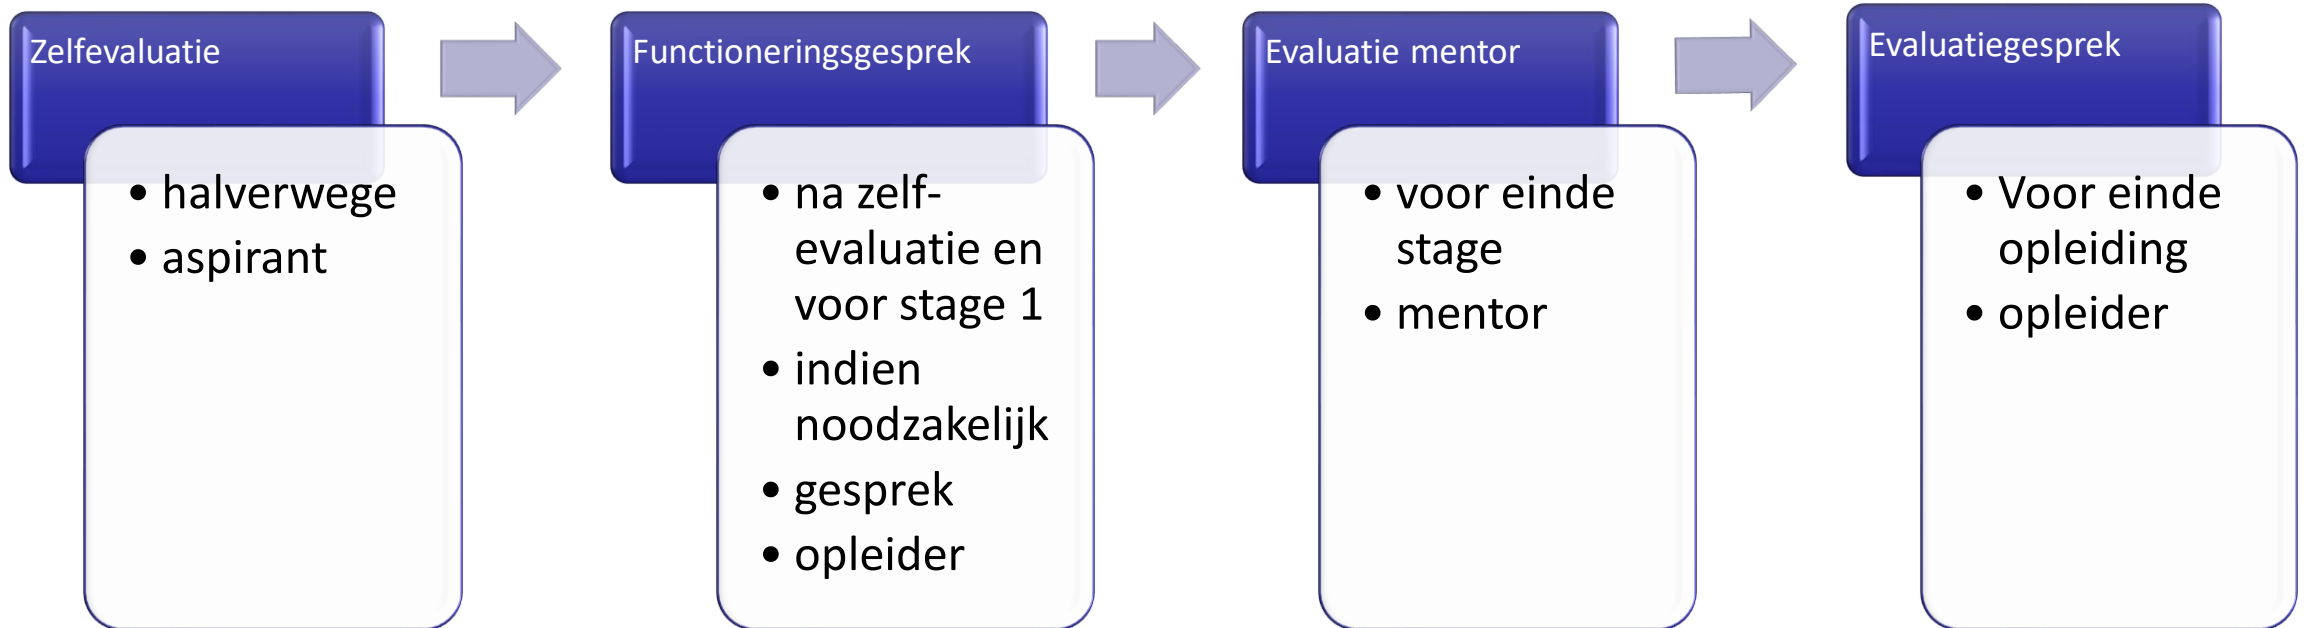 Zelfevaluatie
• halverwege
• aspirant
Functioneringsgesprek
• na zelf-
evaluatie en
voor stage 1
• indien
noodzakelijk
• gesprek
• opleider
Evaluatie mentor
• voor einde
stage
• mentor
Evaluatiegesprek
• Voor einde
opleiding
• opleider